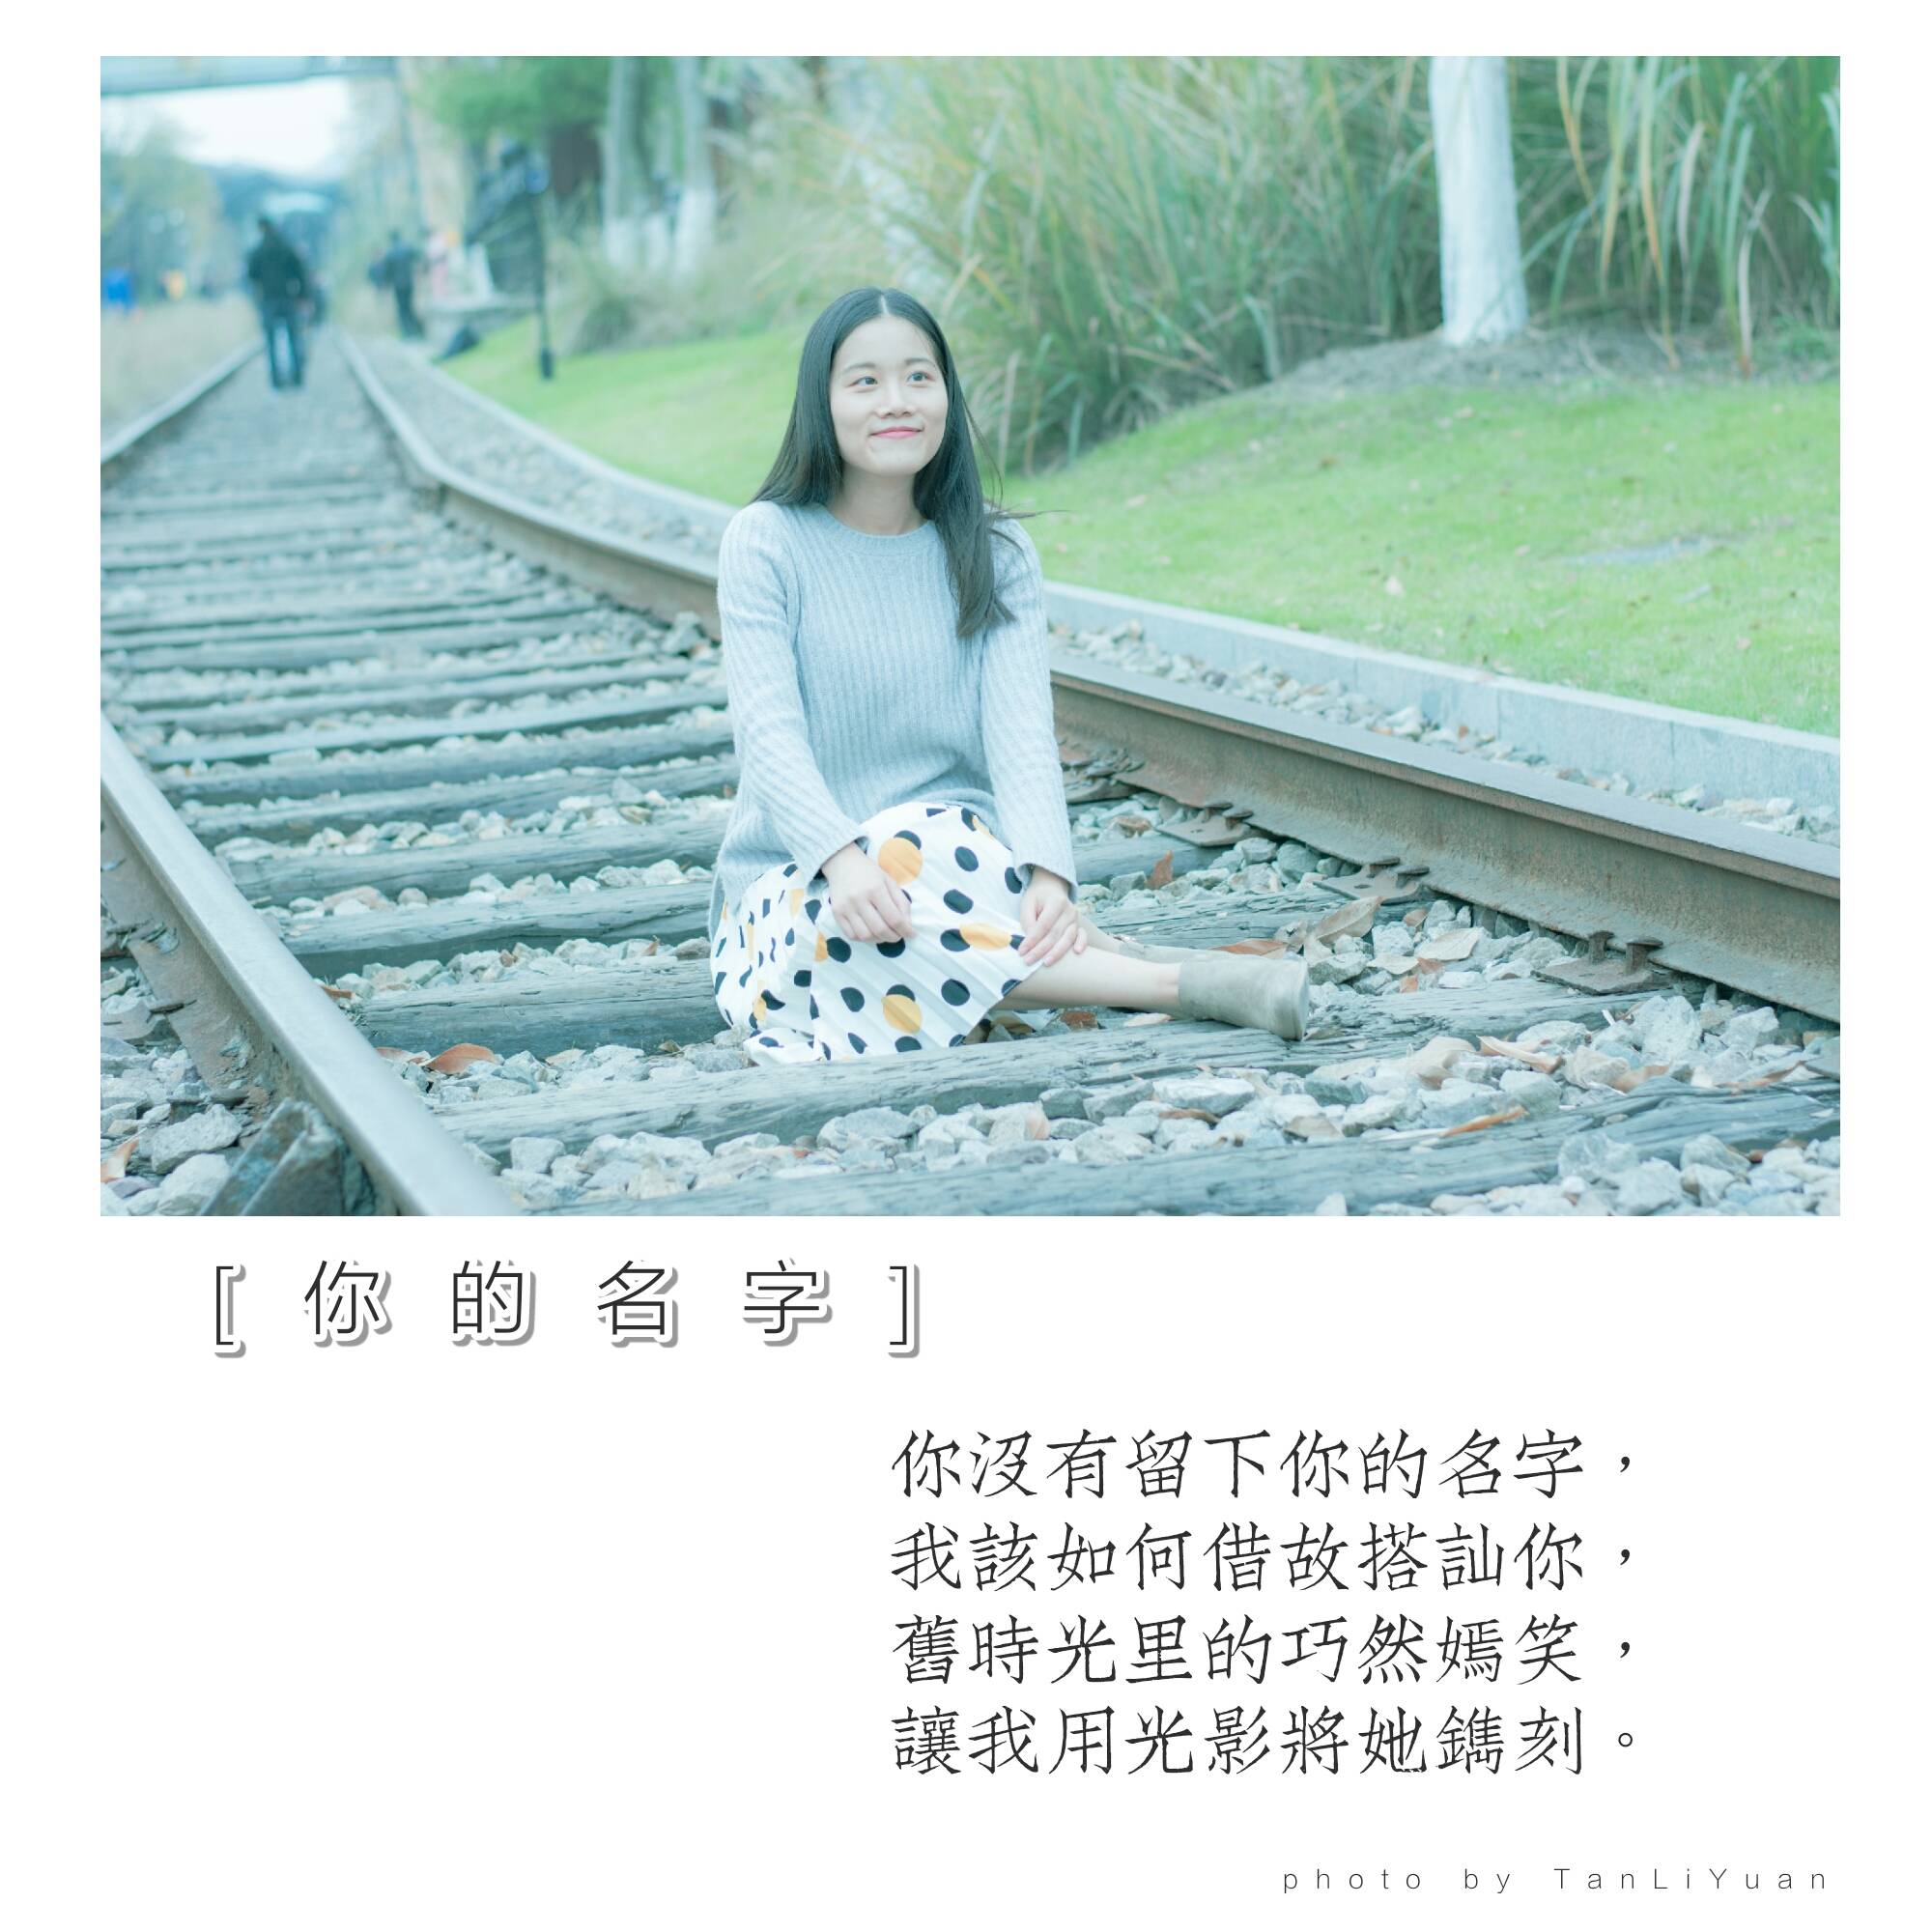 [ 你的名字 ]
你沒有留下你的名字，
我該如何借故搭訕你，
舊時光里的巧然嫣笑，
讓我用光影將她鐫刻。
photo by TanLiYuan